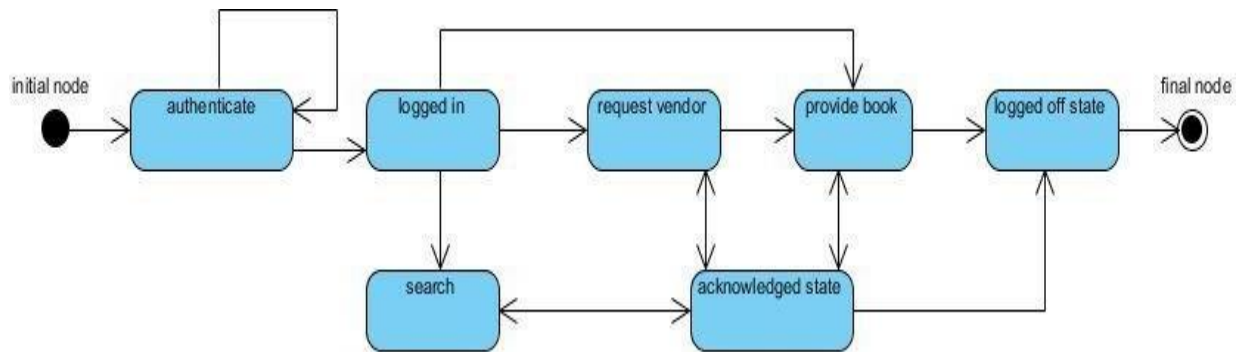 initial node
final node
authenticate
logged in
request vendor
provide book
logged off state
search
acknowledged state